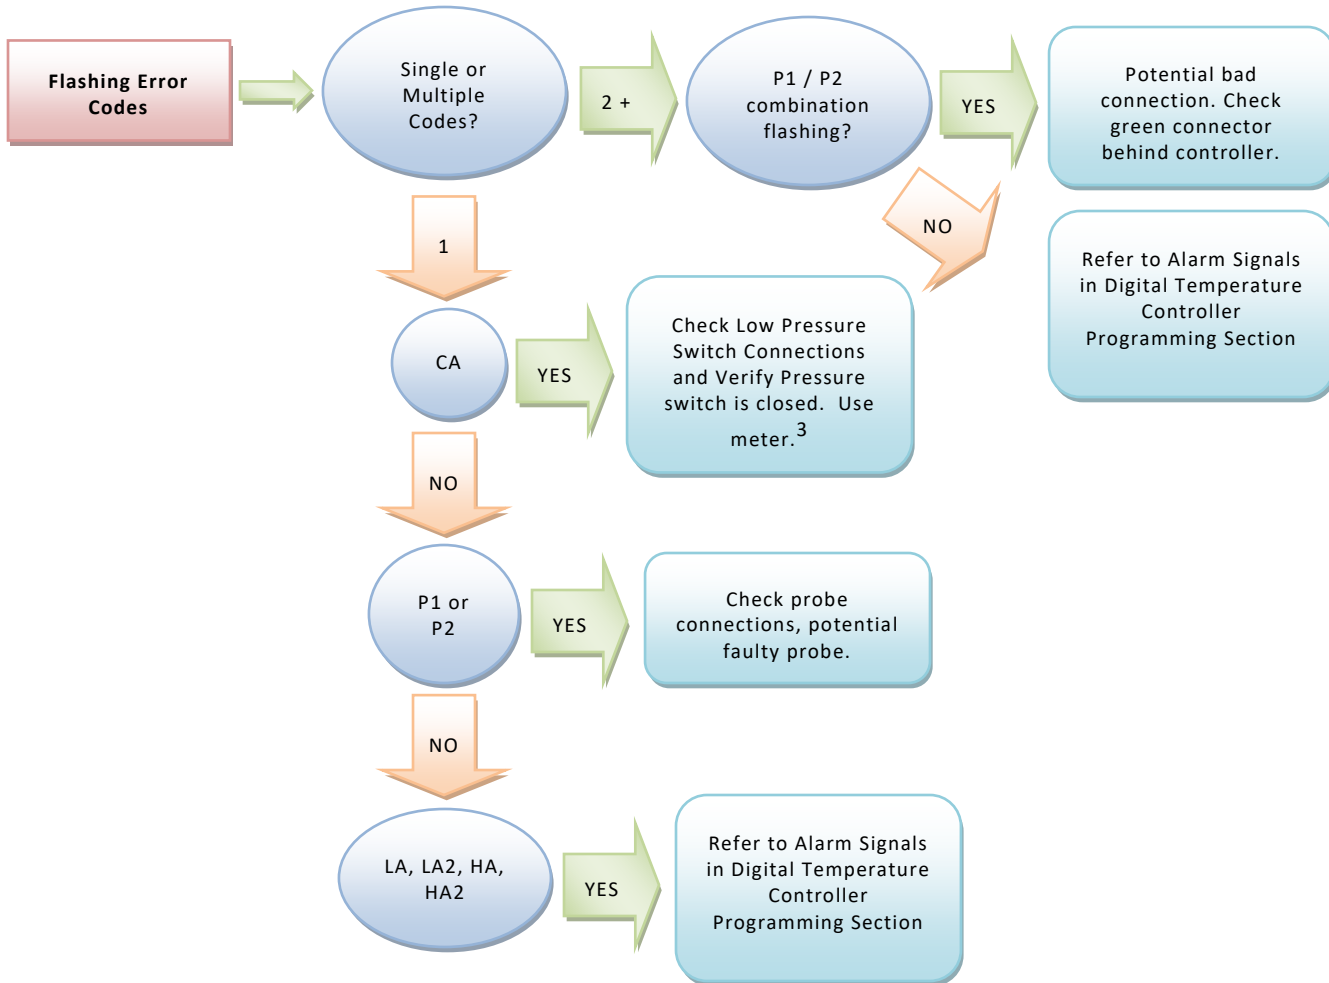 Flashing Error
Codes
Single or
Multiple
Codes?
2 +
P1 / P2
combination
flashing?
YES
Potential bad
connection. Check
green connector
behind controller.
NO
Refer to Alarm Signals
in Digital Temperature
Controller
Programming Section
1
CA
YES
Check Low Pressure
Switch Connections
and Verify Pressure
switch is closed.  Use
meter.3
NO
P1 or
P2
YES
Check probe
connections, potential
faulty probe.
NO
LA, LA2, HA,
HA2
YES
Refer to Alarm Signals
in Digital Temperature
Controller
Programming Section